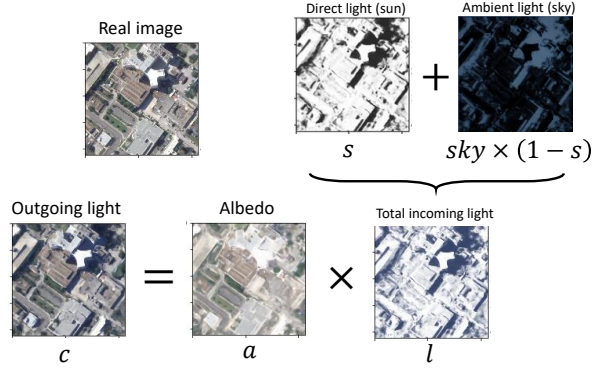 Real image
Direct light (sun)
Ambient light (sky)
+
s
sky × (1 − s)
Outgoing light
Albedo
Total incoming light
=
×
c
a
l